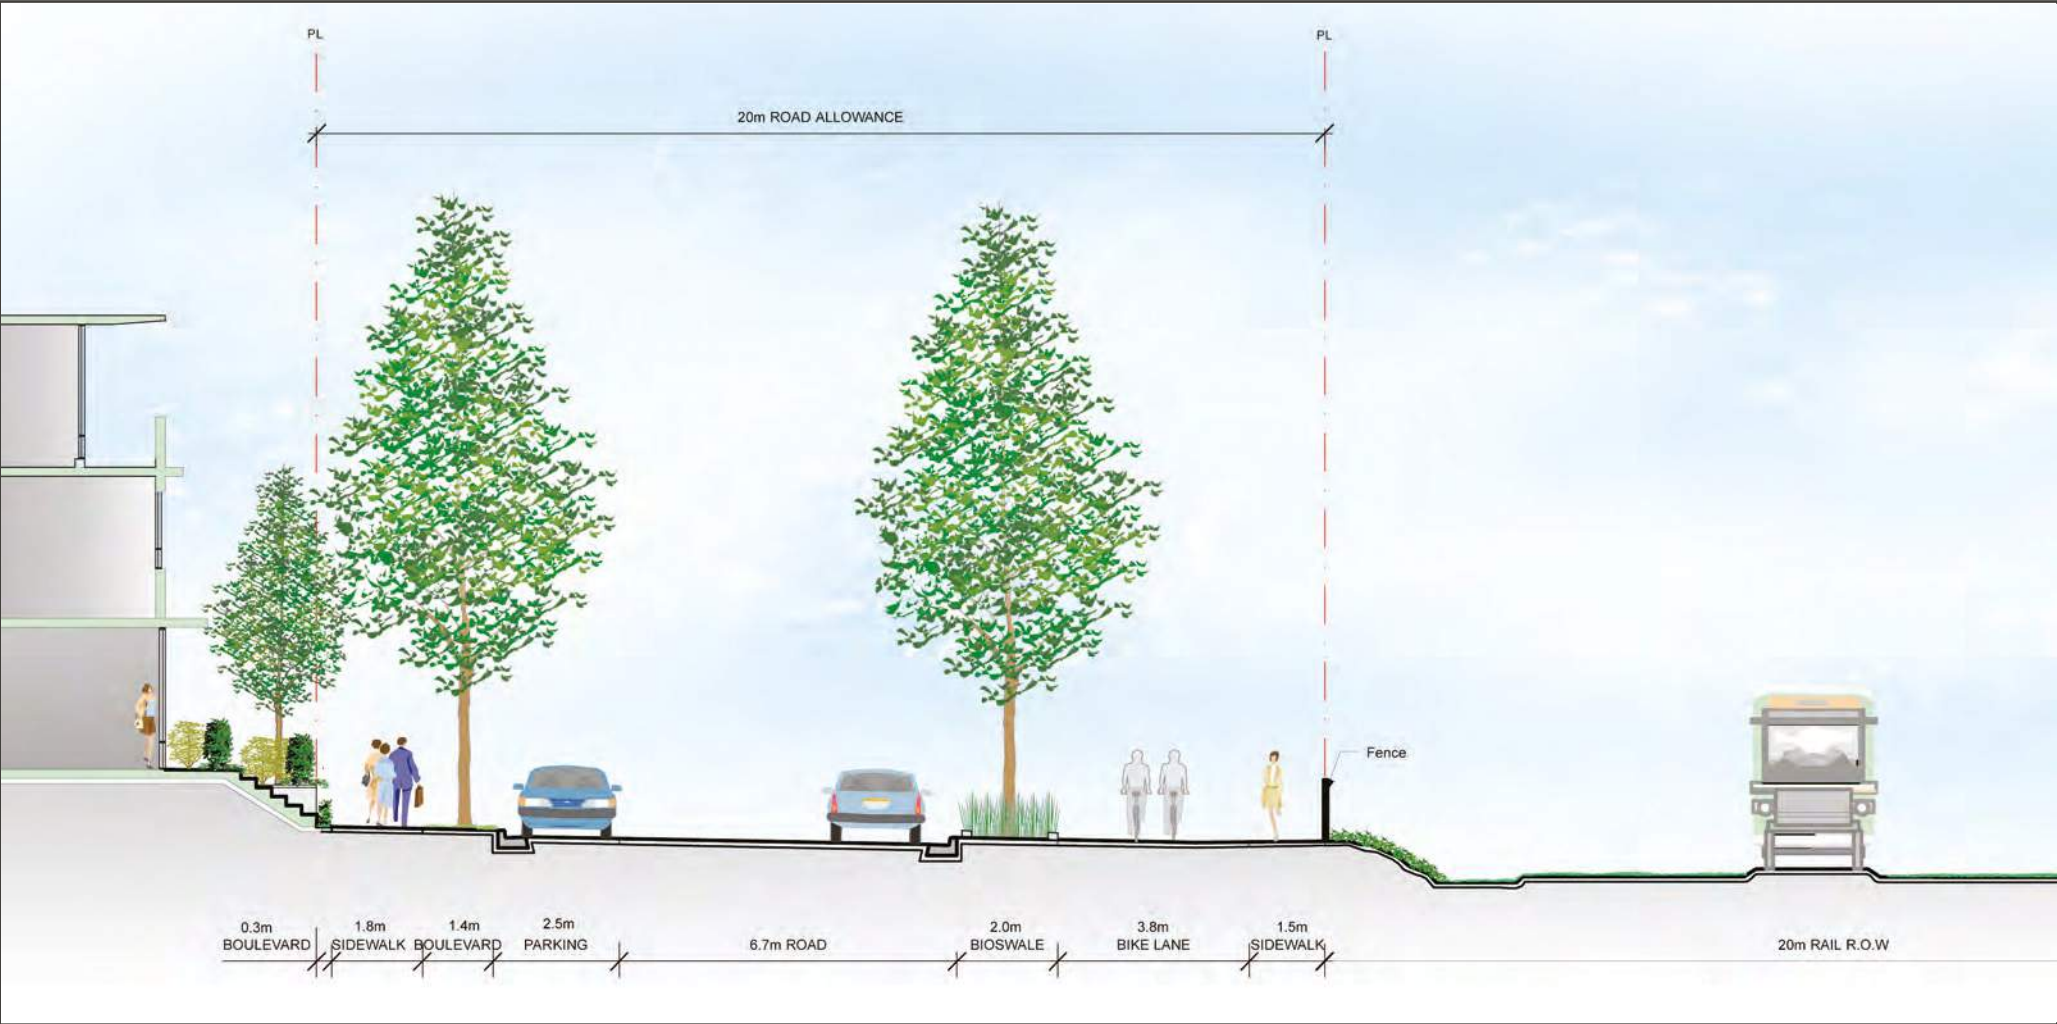 PL
PL
20m ROAD ALLOWANCE
Fence
0.3m
BOULEVARD
1.8m
SIDEWALK
1.4m
BOULEVARD
2.5m
PARKING
6.7m ROAD
2.0m
BIOSWALE
3.8m
BIKE LANE
1.5m
SIDEWALK
20m RAIL R.O.W